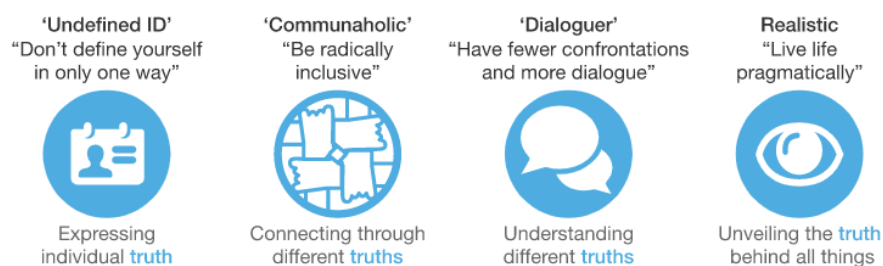 ‘Undefined ID’
“Don’t define yourself
in only one way”
Expressing
individual truth
‘Communaholic’
“Be radically
inclusive”
Connecting through
different truths
‘Dialoguer’
“Have fewer confrontations
and more dialogue”
Understanding
different truths
Realistic
“Live life
pragmatically”
Unveiling the truth
behind all things